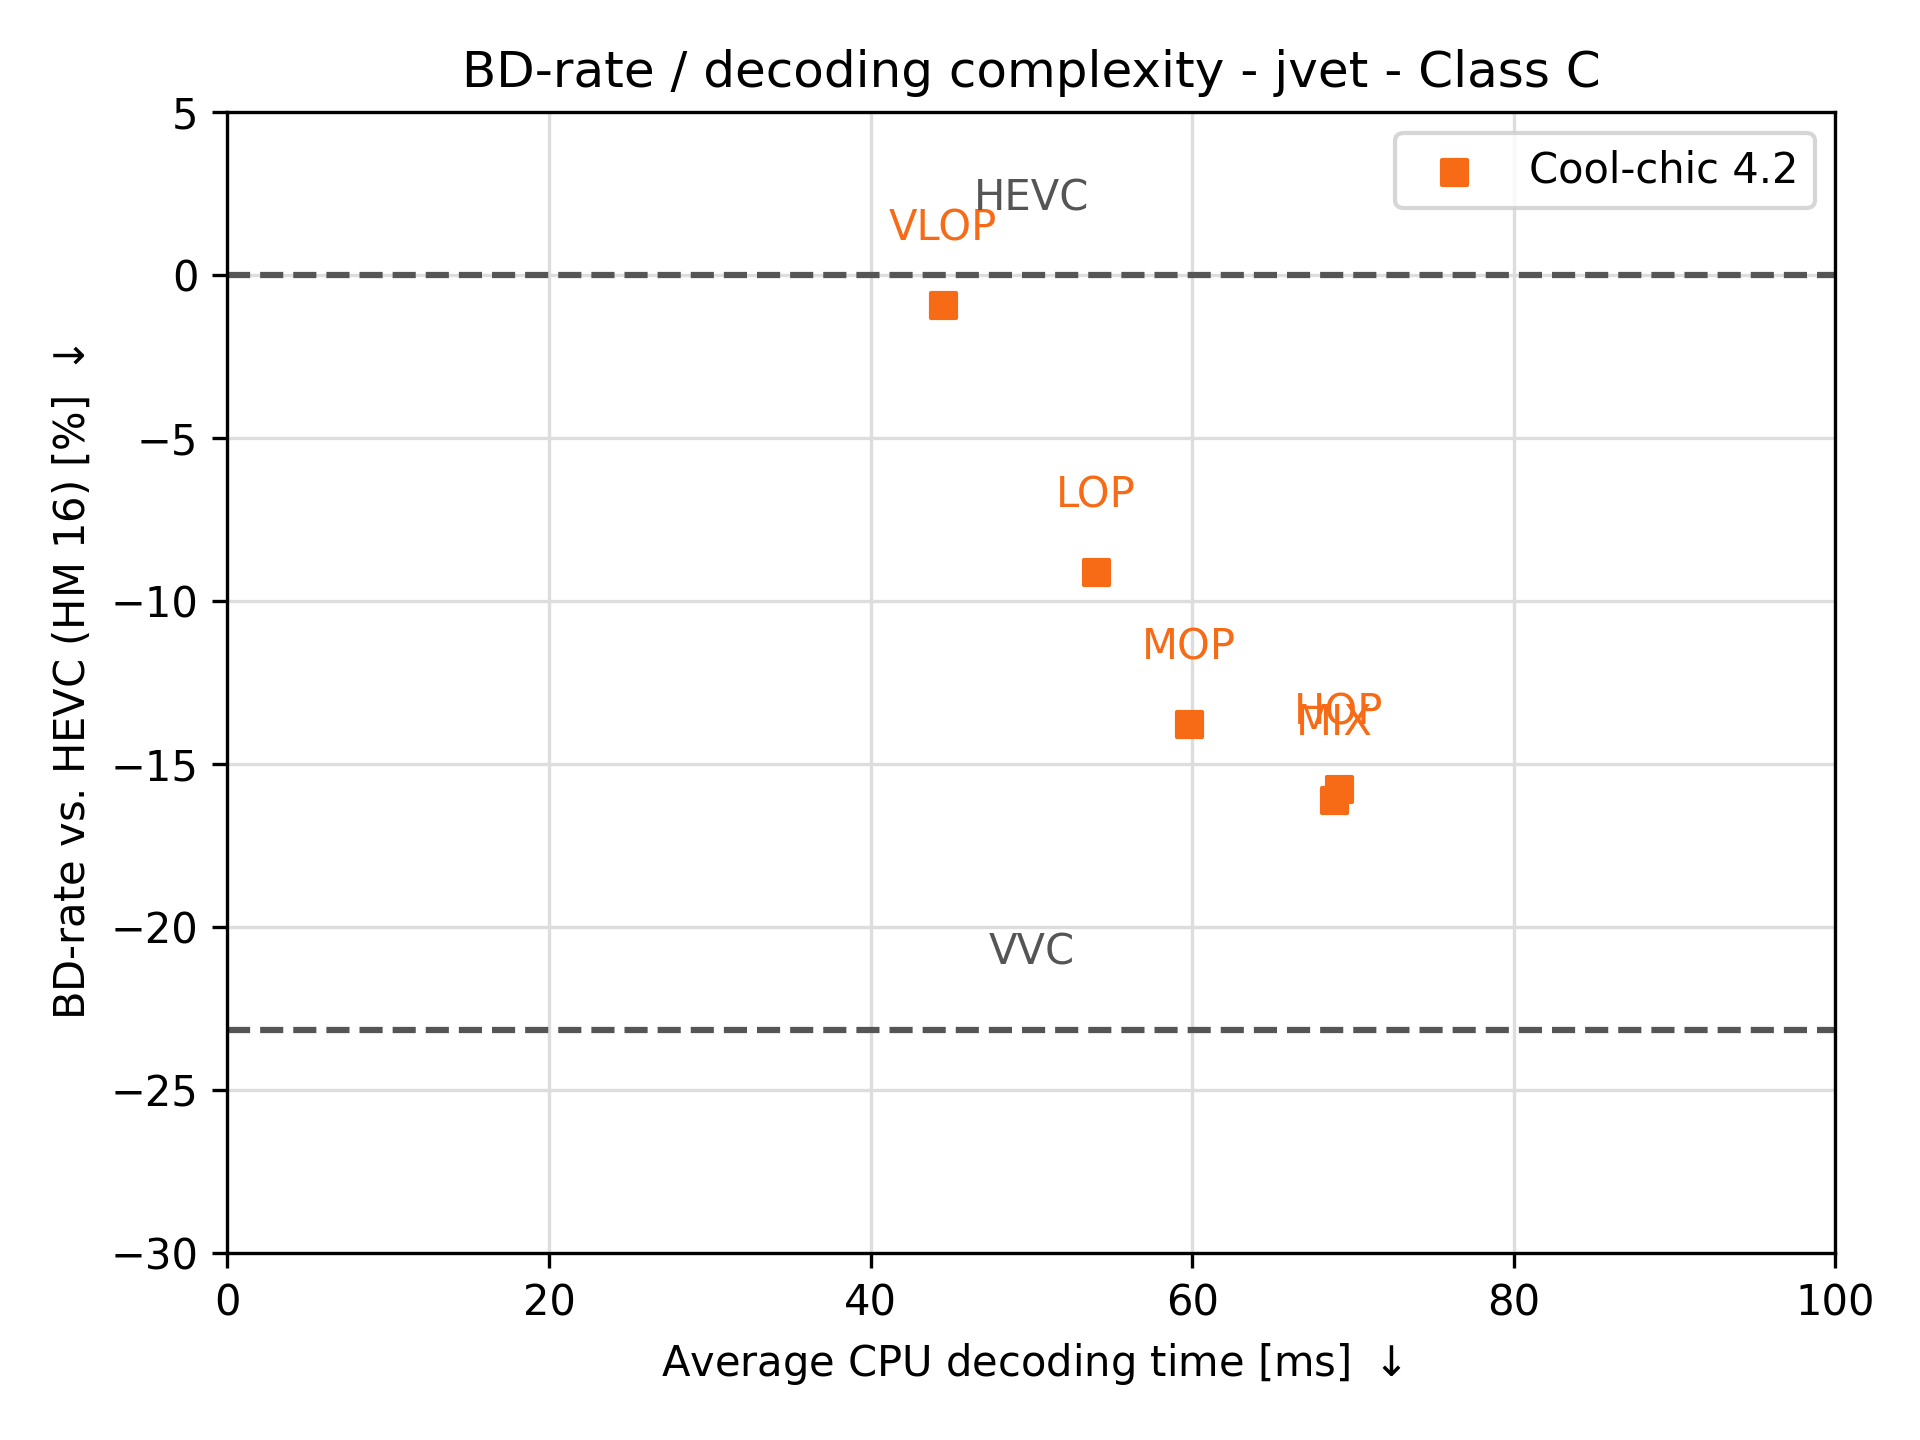 BD-rate / decoding complexity - jvet - Class C
Cool-chic 4.2
HEVC
VLOP
LOP
MOP
HOP
MIX
VVC
5
0
−5
−10
−15
−20
−25
−30
BD-rate vs. HEVC (HM 16) [%] ↓
0 20 40 60 80 100
Average CPU decoding time [ms] ↓